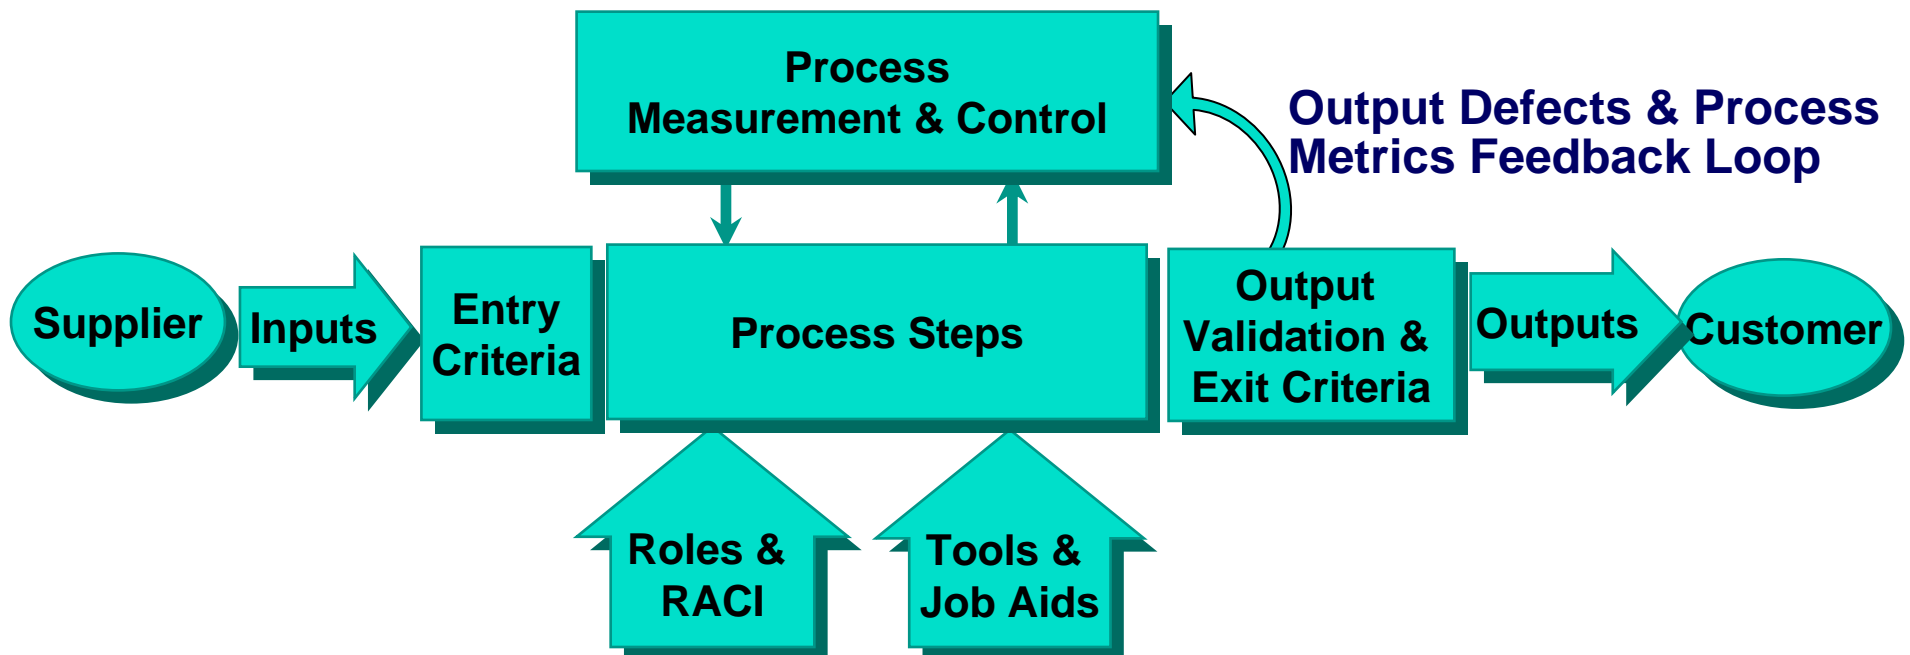 Process
Measurement & Control
Output Defects & Process
Metrics Feedback Loop
Supplier
Inputs
Entry
Criteria
Process Steps
Output
Validation &
Exit Criteria
Outputs
Customer
Roles &
RACI
Tools &
Job Aids